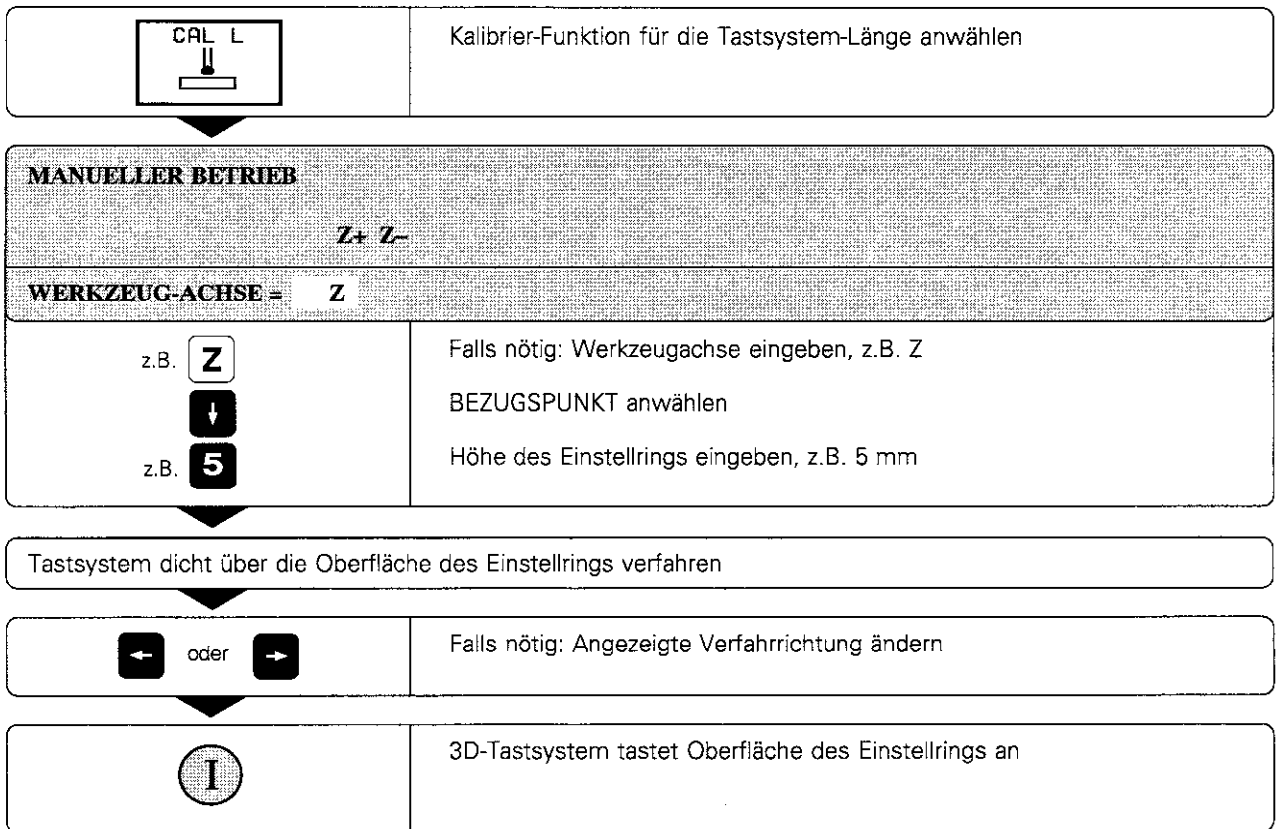 CAL L
Kalibrier-Funktion für die Tastsystem-Länge anwählen
MANUELLER BETRIEB
Z+ Z–
WERKZEUG-ACHSE = Z
z.B. Z
Falls nötig: Werkzeugachse eingeben, z.B. Z
BEZUGSPUNKT anwählen
z.B. 5
Höhe des Einstellrings eingeben, z.B. 5 mm
Tastsystem dicht über die Oberfläche des Einstellrings verfahren
oder
Falls nötig: Angezeigte Verfahrrichtung ändern
I
3D-Tastsystem tastet Oberfläche des Einstellrings an